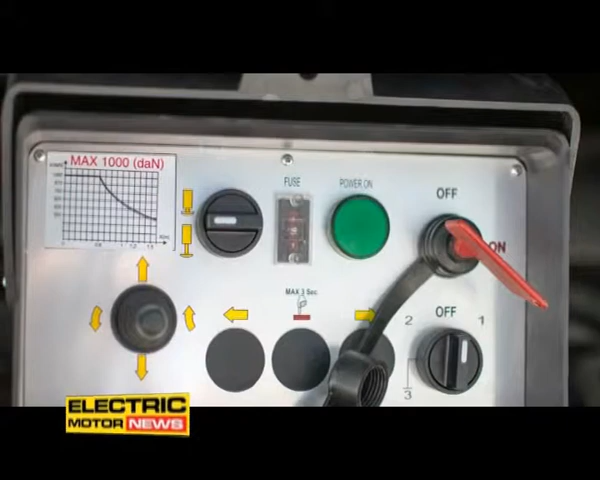 MAX 1000 (daN)
FUSE
POWER ON
OFF
ON
MAX 3 Sec.
OFF
2
1
3
ELECTRIC
MOTOR NEWS